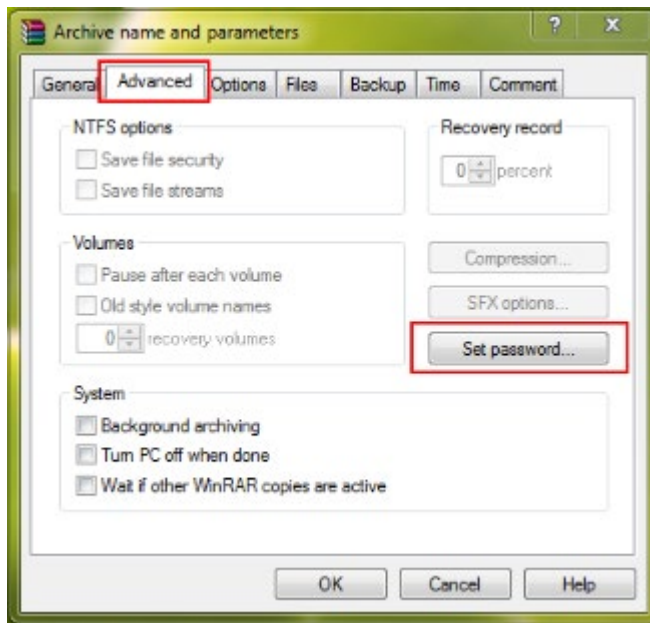 Archive name and parameters
General Advanced Options Files Backup Time Comment
NTFS options
Save file security
Save file streams
Recovery record
0 percent
Volumes
Pause after each volume
Old style volume names
0 recovery volumes
Compression...
SFX options...
Set password...
System
Background archiving
Turn PC off when done
Wait if other WinRAR copies are active
OK Cancel Help